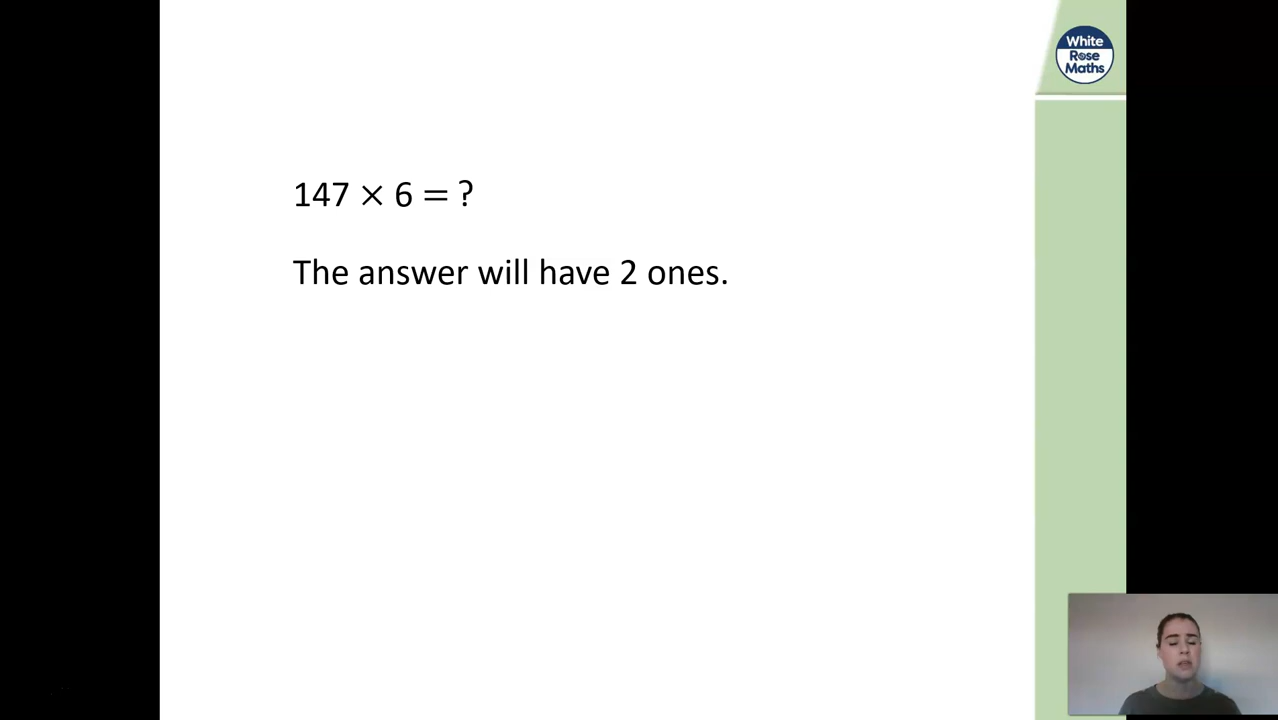 White
Rose
Maths
147 × 6 = ?
The answer will have 2 ones.